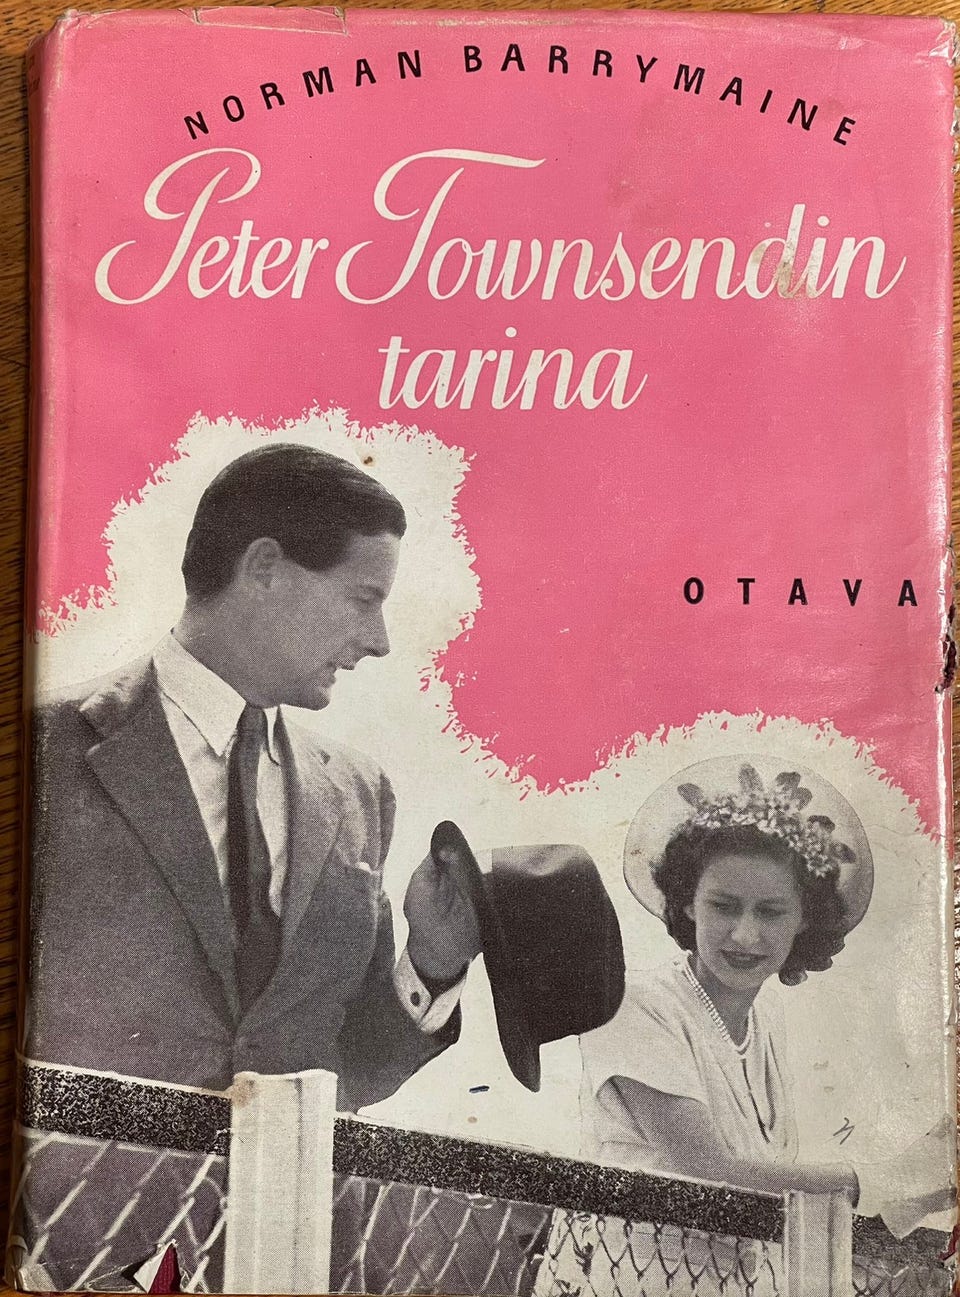 NORMAN BARRYMAINE
Peter Townsendin
tarina
OTAVA